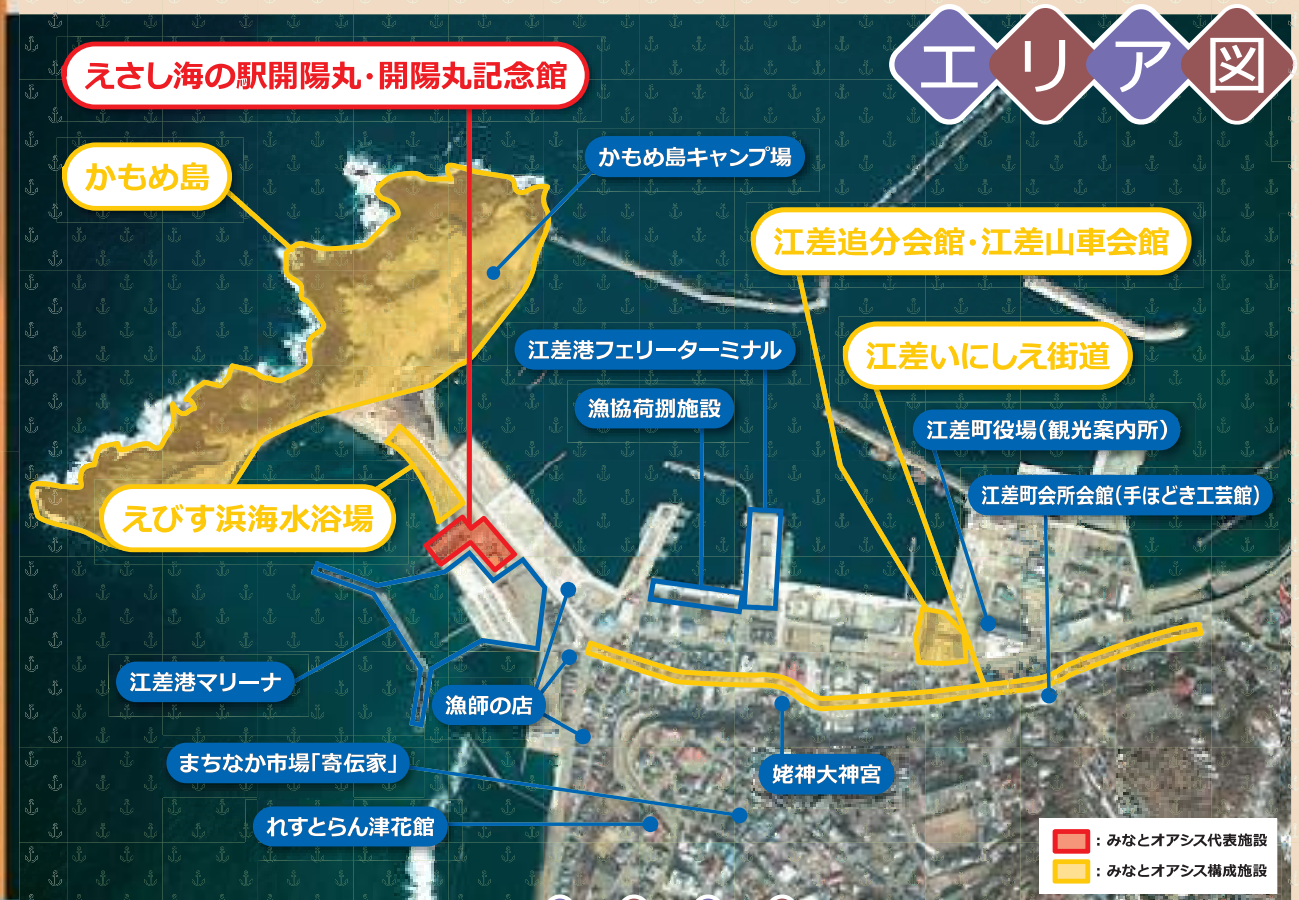 エリア図
えさし海の駅開陽丸・開陽丸記念館
かもめ島キャンプ場
かもめ島
江差追分会館・江差山車会館
江差港フェリーターミナル
江差いにしえ街道
漁協荷捌施設
江差町役場(観光案内所)
江差町会所会館(手ほどき工芸館)
えびす浜海水浴場
江差港マリーナ
漁師の店
まちなか市場「寄伝家」
姥神大神宮
れすとらん津花館
:みなとオアシス代表施設
:みなとオアシス構成施設